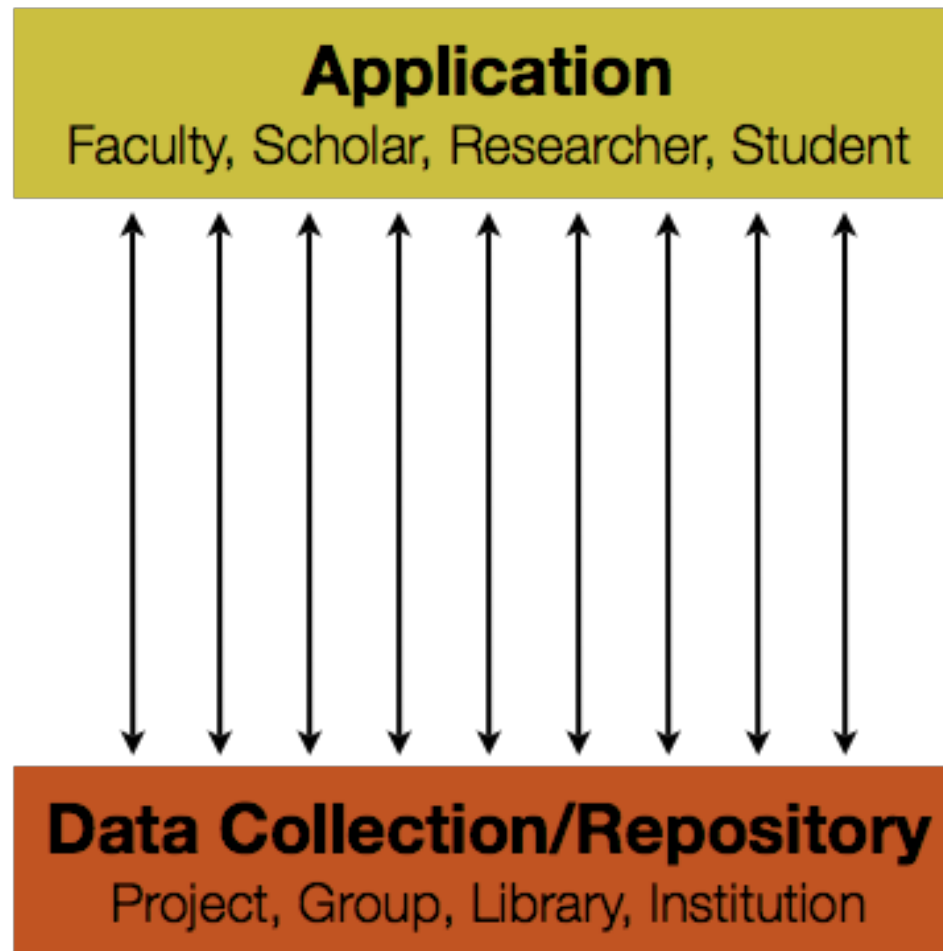 Application
Faculty, Scholar, Researcher, Student
Data Collection/Repository
Project, Group, Library, Institution